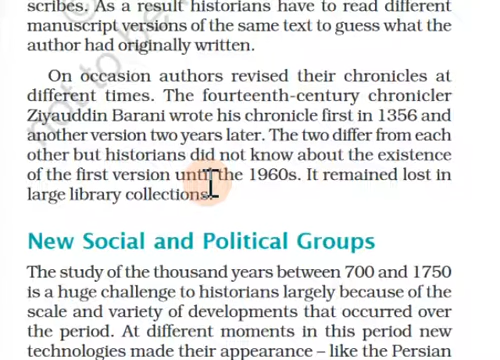 scribes. As a result historians have to read different
manuscript versions of the same text to guess what the
author had originally written.
On occasion authors revised their chronicles at
different times. The fourteenth-century chronicler
Ziyauddin Barani wrote his chronicle first in 1356 and
another version two years later. The two differ from each
other but historians did not know about the existence
of the first version until the 1960s. It remained lost in
large library collections.
New Social and Political Groups
The study of the thousand years between 700 and 1750
is a huge challenge to historians largely because of the
scale and variety of developments that occurred over
the period. At different moments in this period new
technologies made their appearance – like the Persian